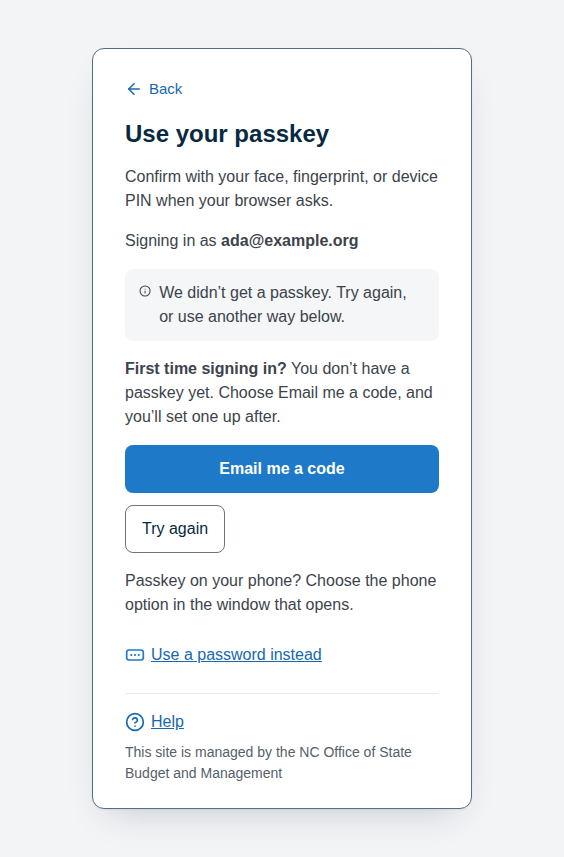 Back
Use your passkey
Confirm with your face, fingerprint, or device
PIN when your browser asks.
Signing in as ada@example.org
We didn’t get a passkey. Try again,
or use another way below.
First time signing in? You don’t have a
passkey yet. Choose Email me a code, and
you’ll set one up after.
Email me a code
Try again
Passkey on your phone? Choose the phone
option in the window that opens.
Use a password instead
Help
This site is managed by the NC Office of State
Budget and Management